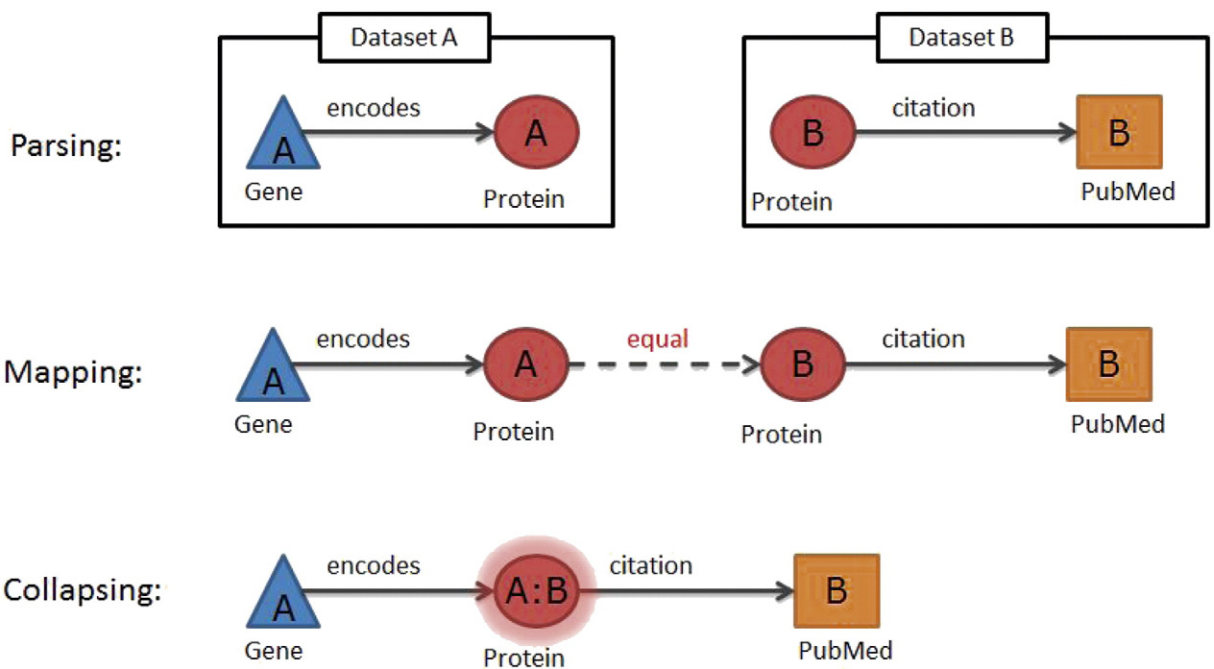 Dataset A
Dataset B
Parsing:
A
encodes
A
B
citation
B
Gene
Protein
Protein
PubMed
Mapping:
A
encodes
A
equal
B
citation
B
Gene
Protein
Protein
PubMed
Collapsing:
A
encodes
A:B
citation
B
Gene
Protein
PubMed